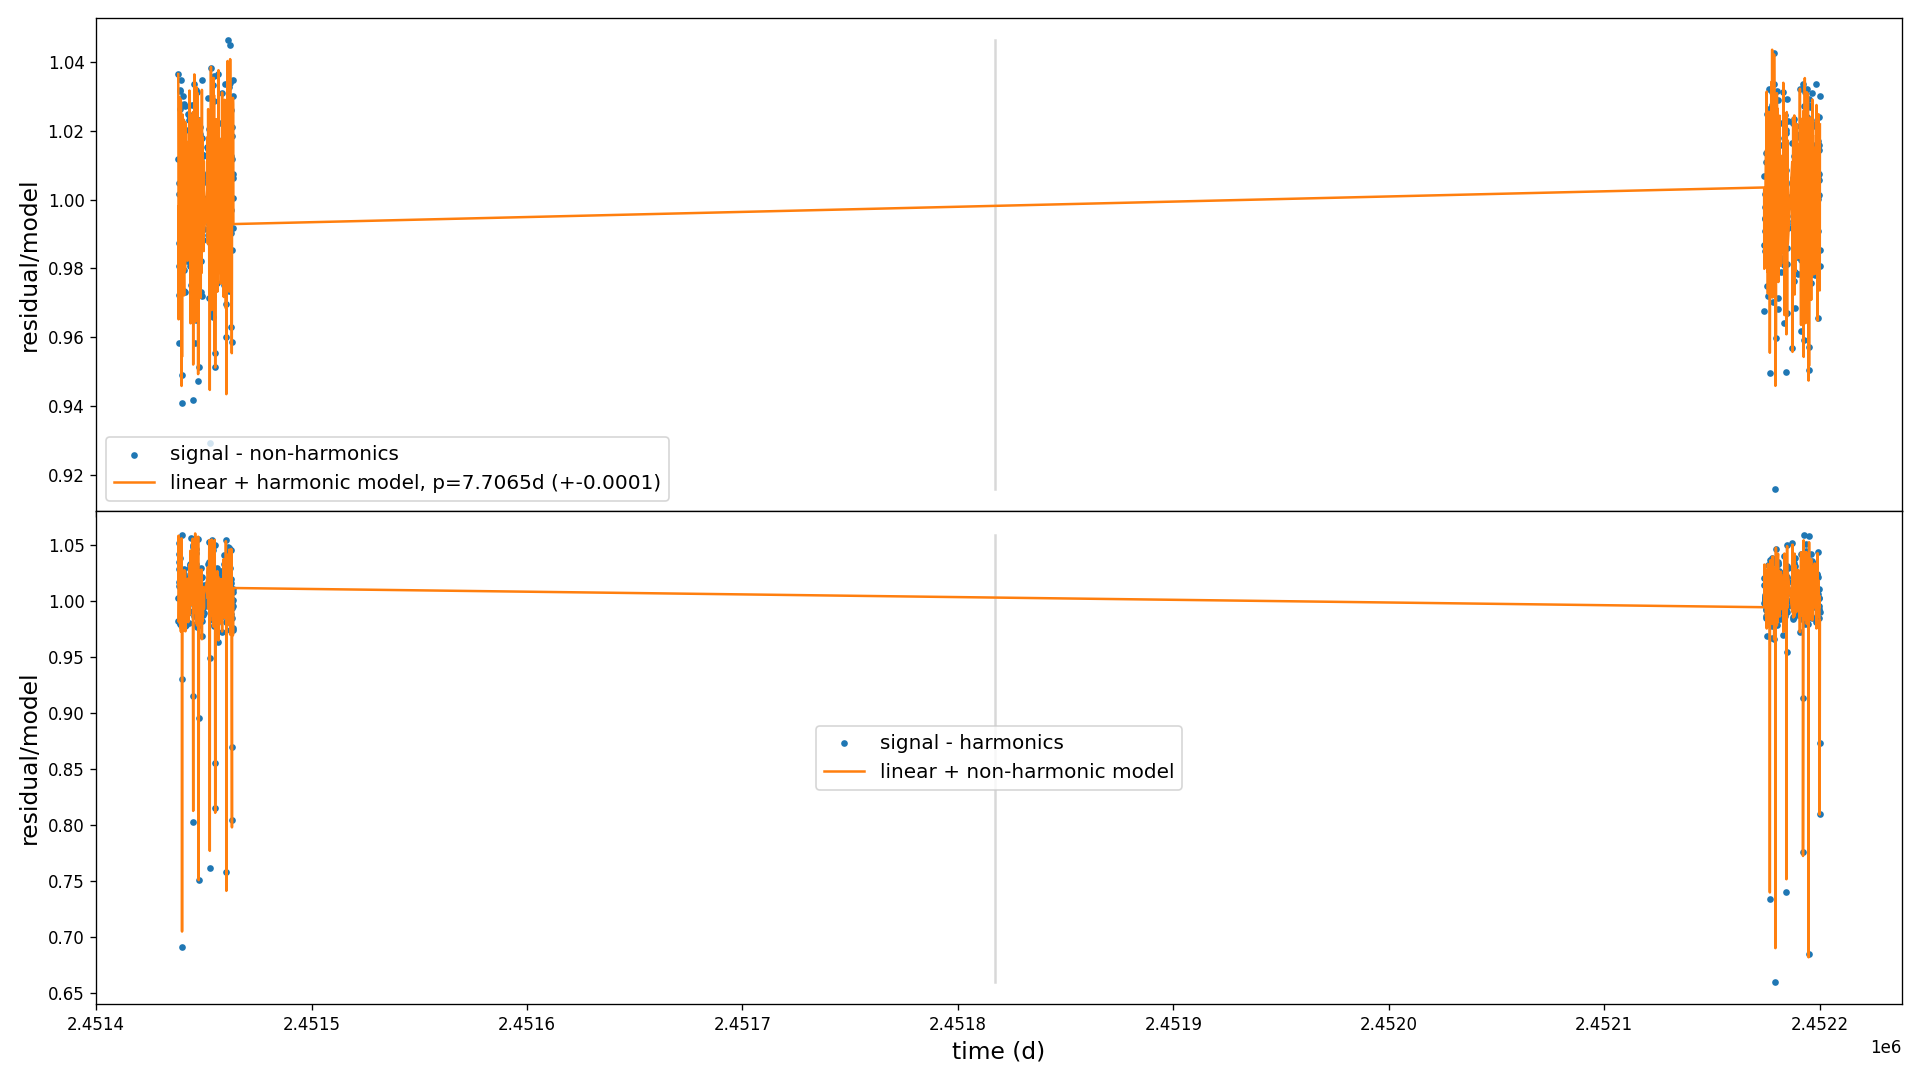 1.04
1.02
1.00
0.98
0.96
0.94
0.92
residual/model
signal - non-harmonics
linear + harmonic model, p=7.7065d (+-0.0001)
1.05
1.00
0.95
0.90
0.85
0.80
0.75
0.70
0.65
residual/model
signal - harmonics
linear + non-harmonic model
2.4514 2.4515 2.4516 2.4517 2.4518 2.4519 2.4520 2.4521 2.4522
1e6
time (d)